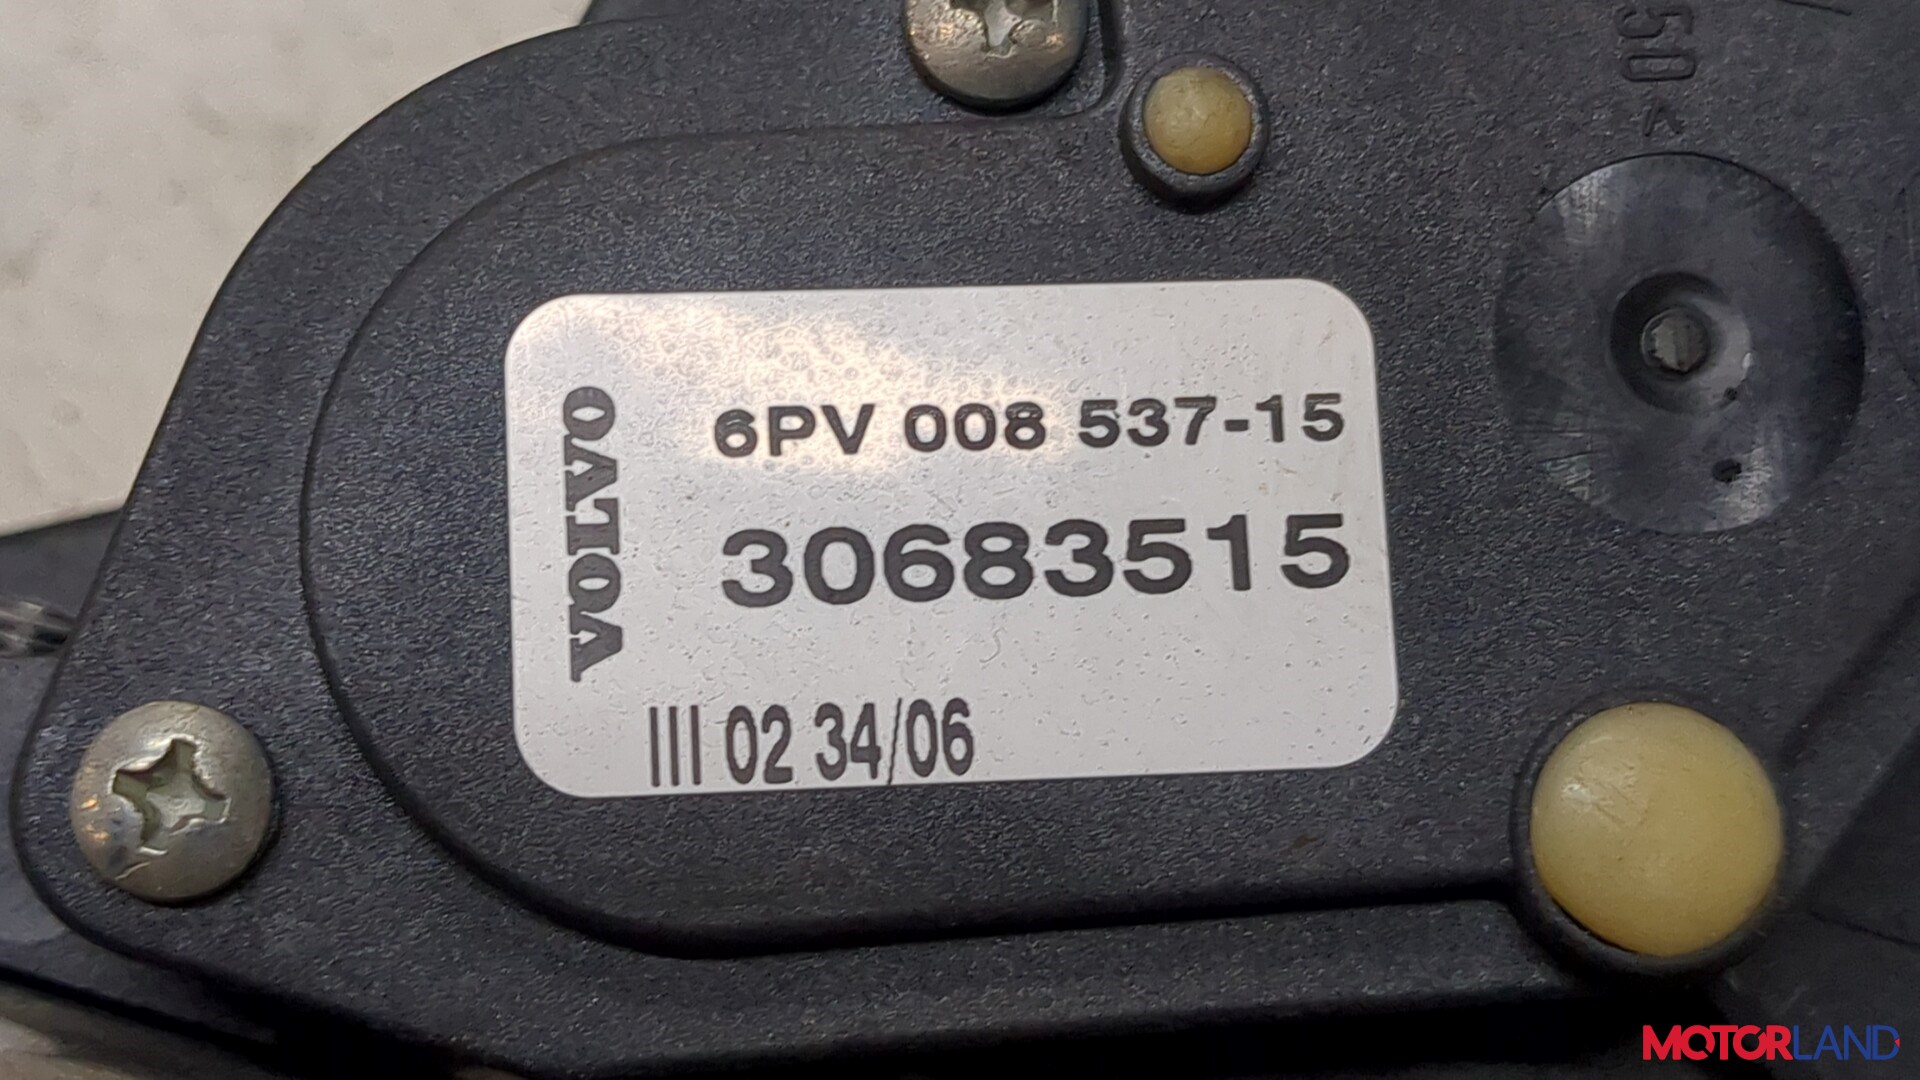 50<
VOLVO
6PV 008 537-15
30683515
III 02 34/06
MOTORLAND